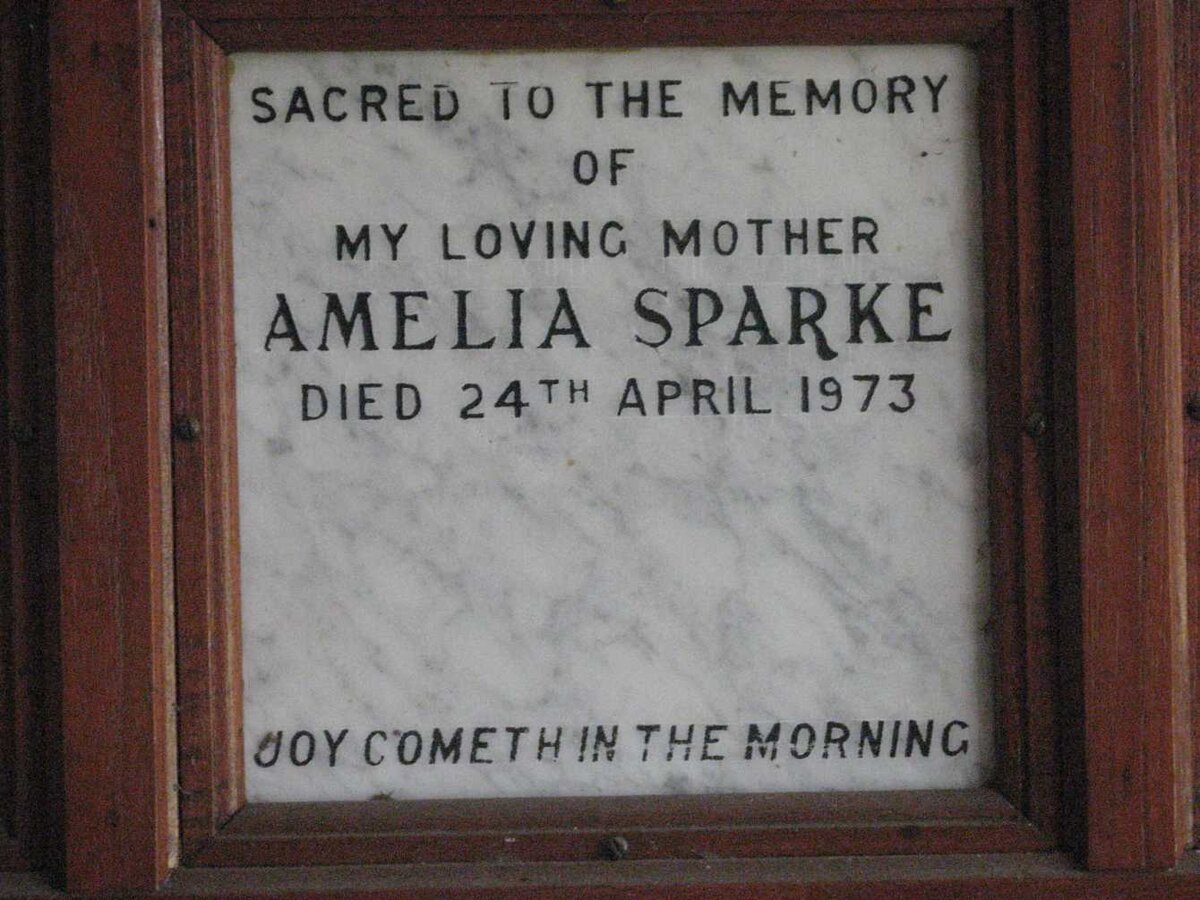 SACRED TO THE MEMORY
OF
MY LOVING MOTHER
AMELIA SPARKE
DIED 24TH APRIL 1973
JOY COMETH IN THE MORNING